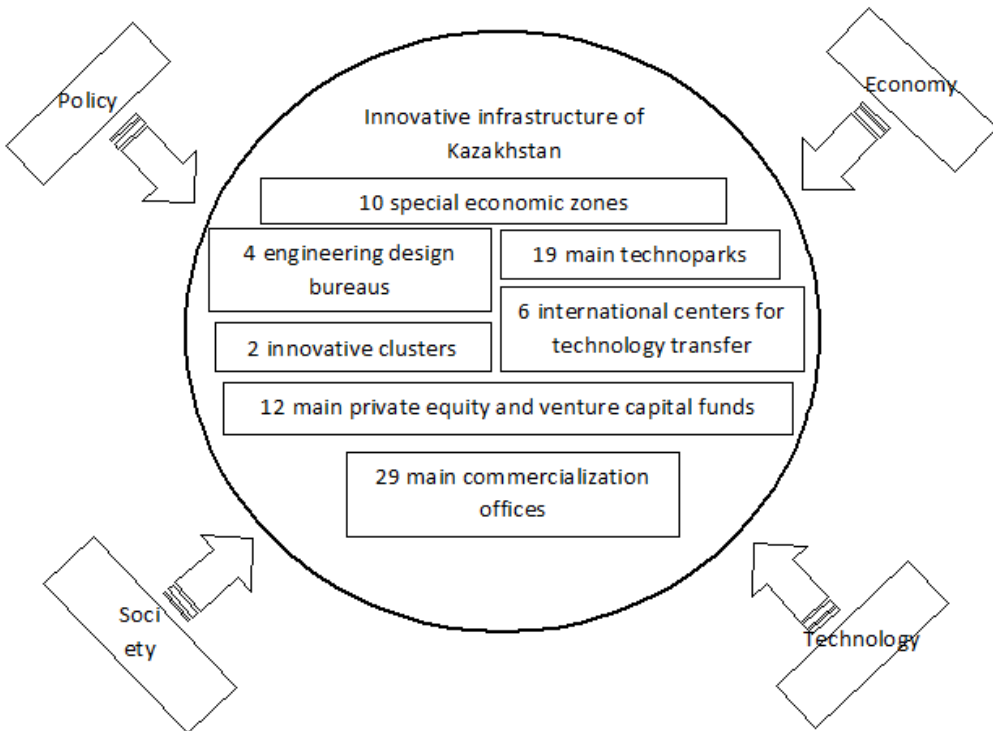 Policy
Economy
Innovative infrastructure of
Kazakhstan
10 special economic zones
4 engineering design
bureaus
19 main technoparks
6 international centers for
technology transfer
2 innovative clusters
12 main private equity and venture capital funds
29 main commercialization
offices
Soci
ety
Technology